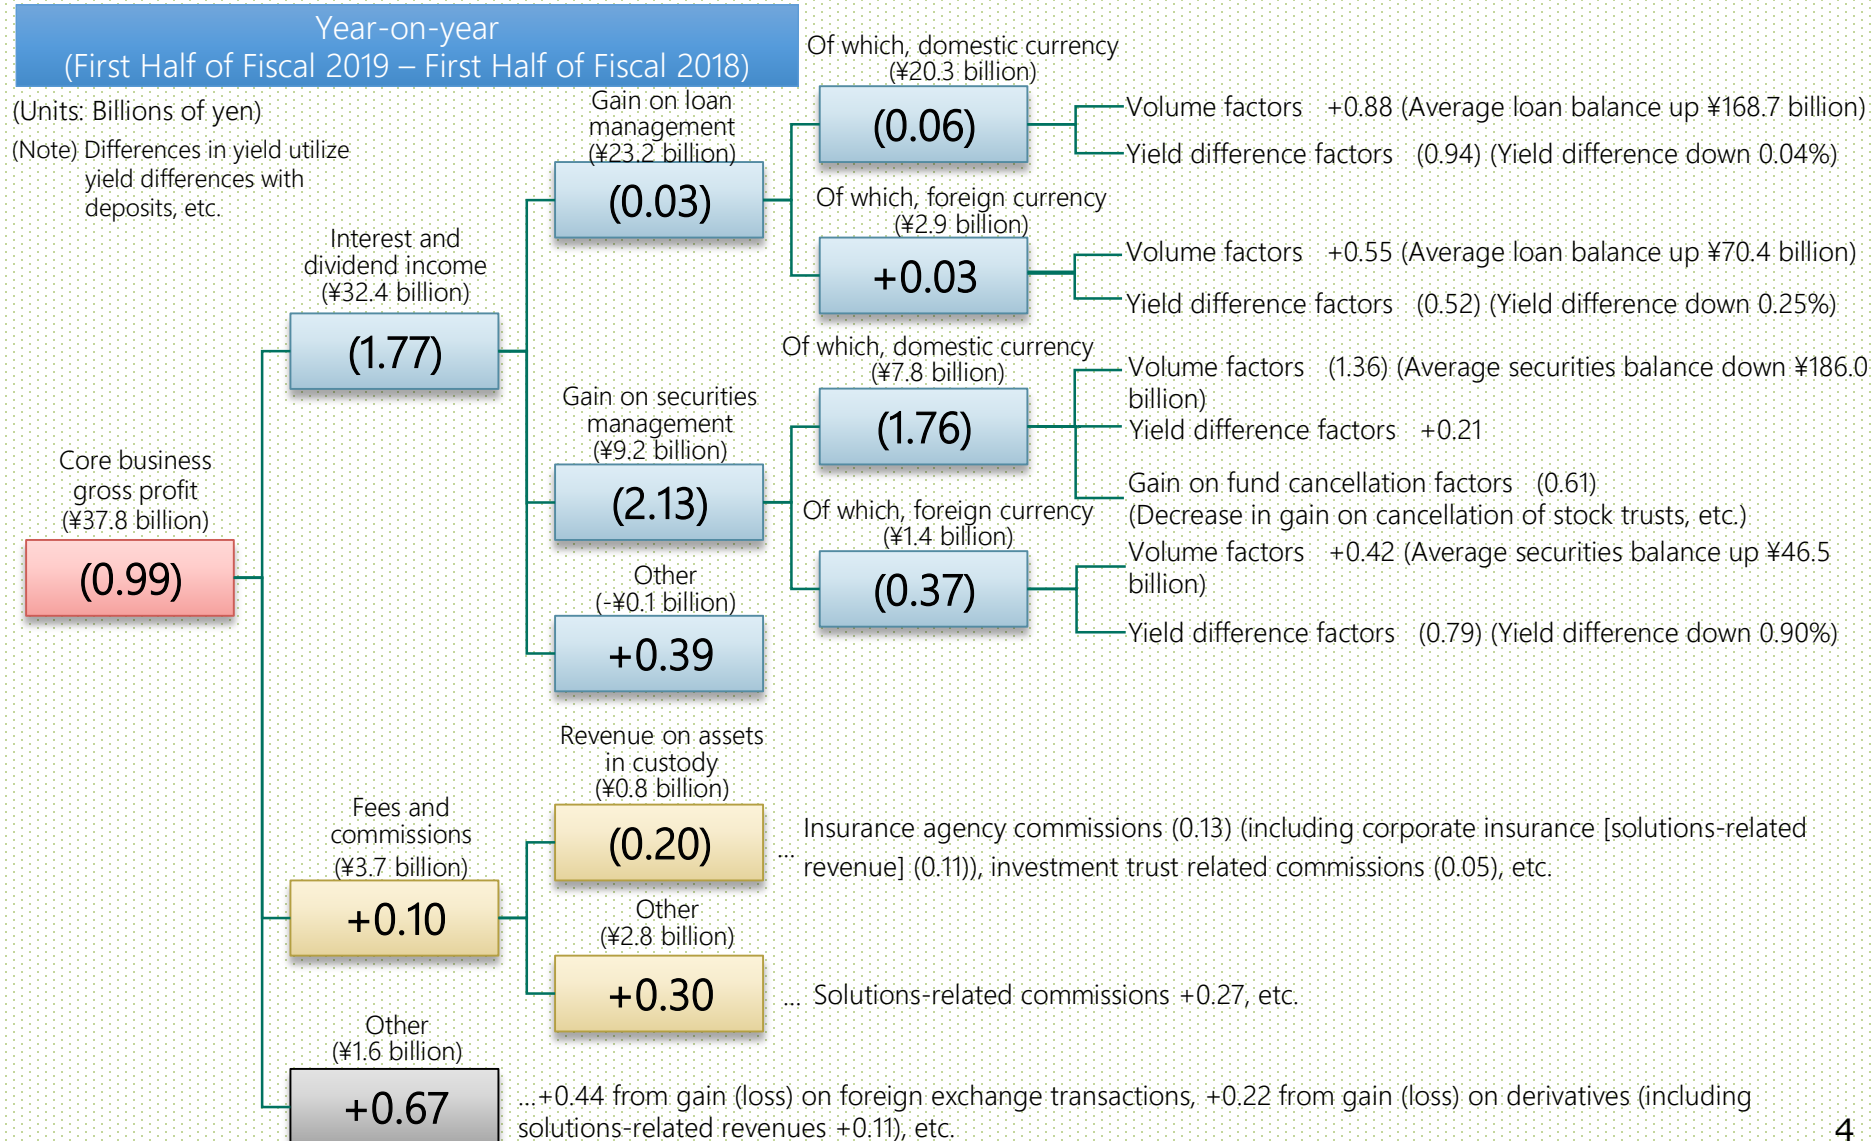 Year-on-year
(First Half of Fiscal 2019 – First Half of Fiscal 2018)
(Units: Billions of yen)
(Note) Differences in yield utilize
yield differences with
deposits, etc.
Core business
gross profit
(¥37.8 billion)
(0.99)
Interest and
dividend income
(¥32.4 billion)
(1.77)
Gain on loan
management
(¥23.2 billion)
(0.03)
Of which, domestic currency
(¥20.3 billion)
(0.06)
Volume factors +0.88 (Average loan balance up ¥168.7 billion)
Yield difference factors (0.94) (Yield difference down 0.04%)
Of which, foreign currency
(¥2.9 billion)
+0.03
Volume factors +0.55 (Average loan balance up ¥70.4 billion)
Yield difference factors (0.52) (Yield difference down 0.25%)
Gain on securities
management
(¥9.2 billion)
(2.13)
Of which, domestic currency
(¥7.8 billion)
(1.76)
Volume factors (1.36) (Average securities balance down ¥186.0
billion)
Yield difference factors +0.21
Gain on fund cancellation factors (0.61)
(Decrease in gain on cancellation of stock trusts, etc.)
Of which, foreign currency
(¥1.4 billion)
(0.37)
Volume factors +0.42 (Average securities balance up ¥46.5
billion)
Yield difference factors (0.79) (Yield difference down 0.90%)
Other
(-¥0.1 billion)
+0.39
Fees and
commissions
(¥3.7 billion)
+0.10
Revenue on assets
in custody
(¥0.8 billion)
(0.20)
... Insurance agency commissions (0.13) (including corporate insurance [solutions-related
revenue] (0.11)), investment trust related commissions (0.05), etc.
Other
(¥2.8 billion)
+0.30
... Solutions-related commissions +0.27, etc.
Other
(¥1.6 billion)
+0.67
...+0.44 from gain (loss) on foreign exchange transactions, +0.22 from gain (loss) on derivatives (including
solutions-related revenues +0.11), etc.
4